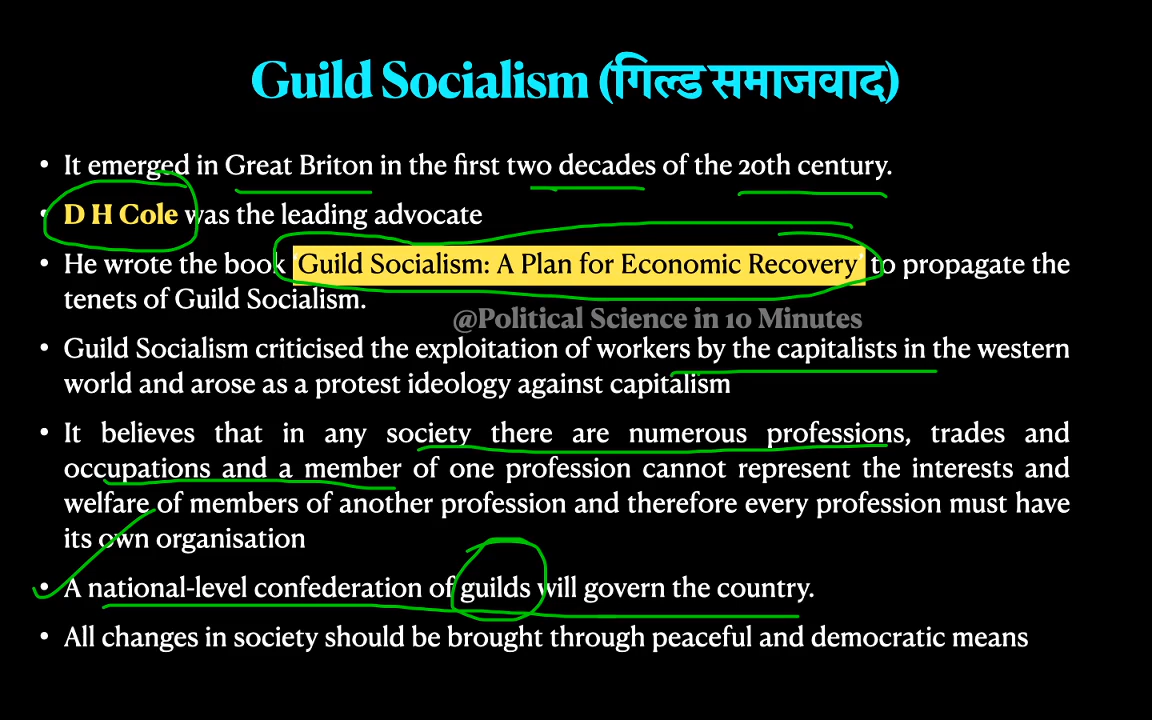 Guild Socialism (गिल्ड समाजवाद)
• It emerged in Great Briton in the first two decades of the 20th century.
• D H Cole was the leading advocate
• He wrote the book 'Guild Socialism: A Plan for Economic Recovery' to propagate the
tenets of Guild Socialism.
@Political Science in 10 Minutes
• Guild Socialism criticised the exploitation of workers by the capitalists in the western
world and arose as a protest ideology against capitalism
• It believes that in any society there are numerous professions, trades and
occupations and a member of one profession cannot represent the interests and
welfare of members of another profession and therefore every profession must have
its own organisation
• A national-level confederation of guilds will govern the country.
• All changes in society should be brought through peaceful and democratic means